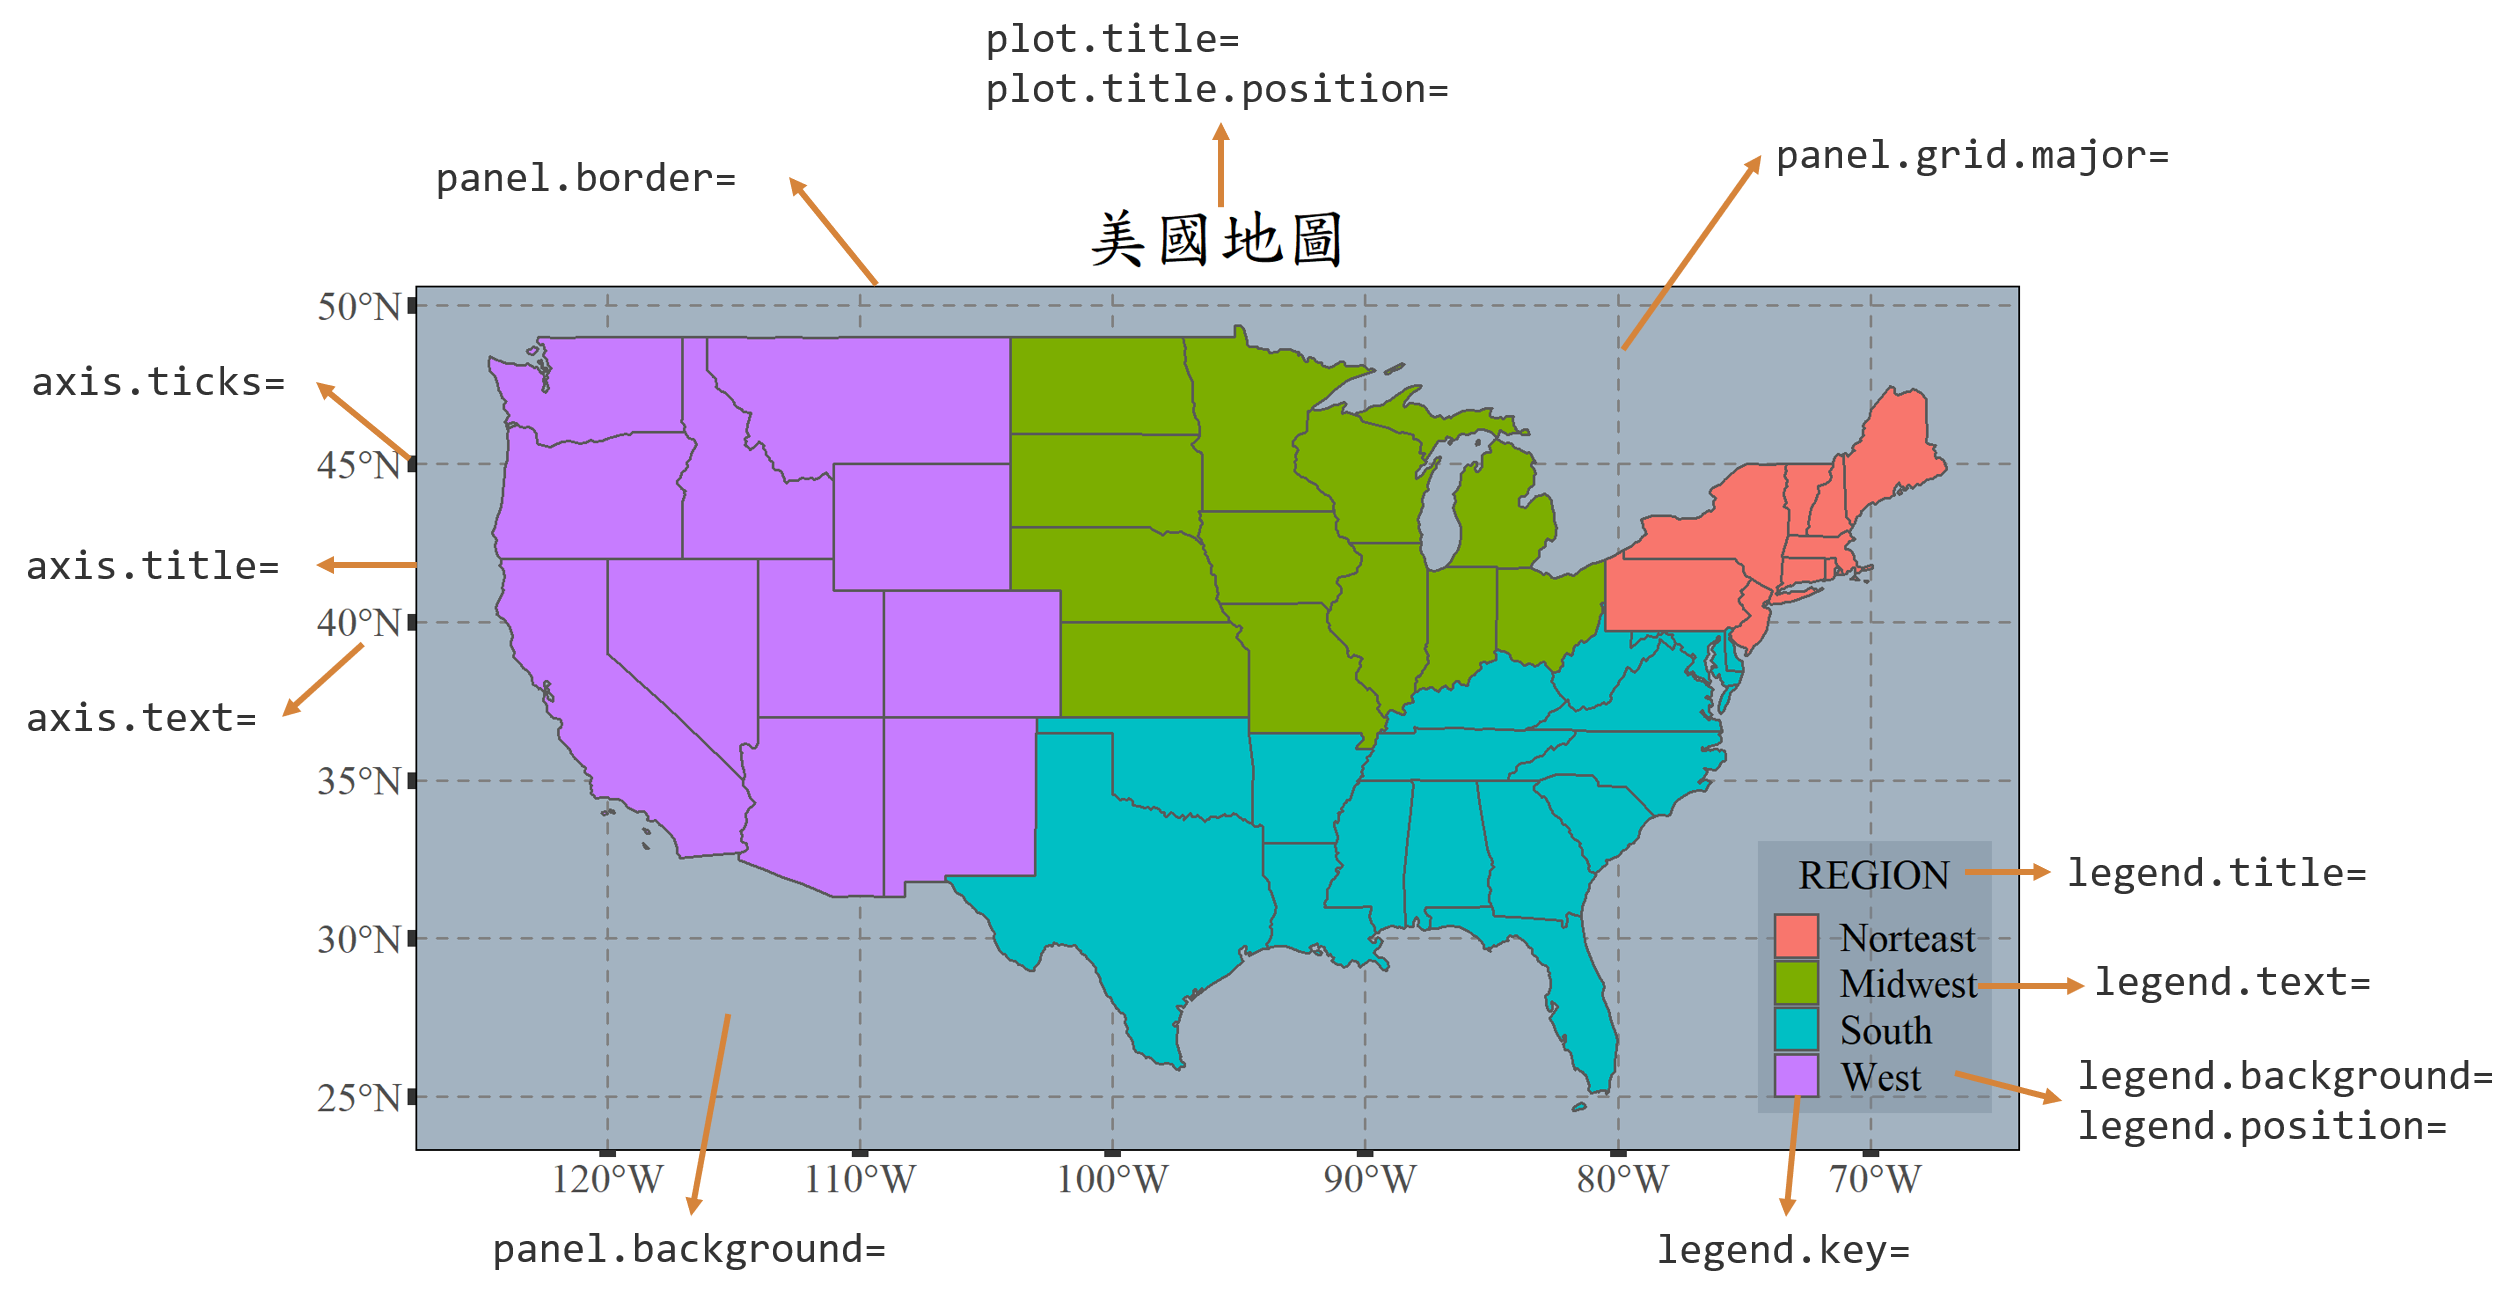 plot.title=
plot.title.position=
panel.border=
panel.grid.major=
美國地圖
50°N
45°N
40°N
35°N
30°N
25°N
axis.ticks=
axis.title=
axis.text=
REGION
Norteast
Midwest
South
West
legend.title=
legend.text=
legend.background=
legend.position=
120°W 110°W 100°W 90°W 80°W 70°W
panel.background=
legend.key=